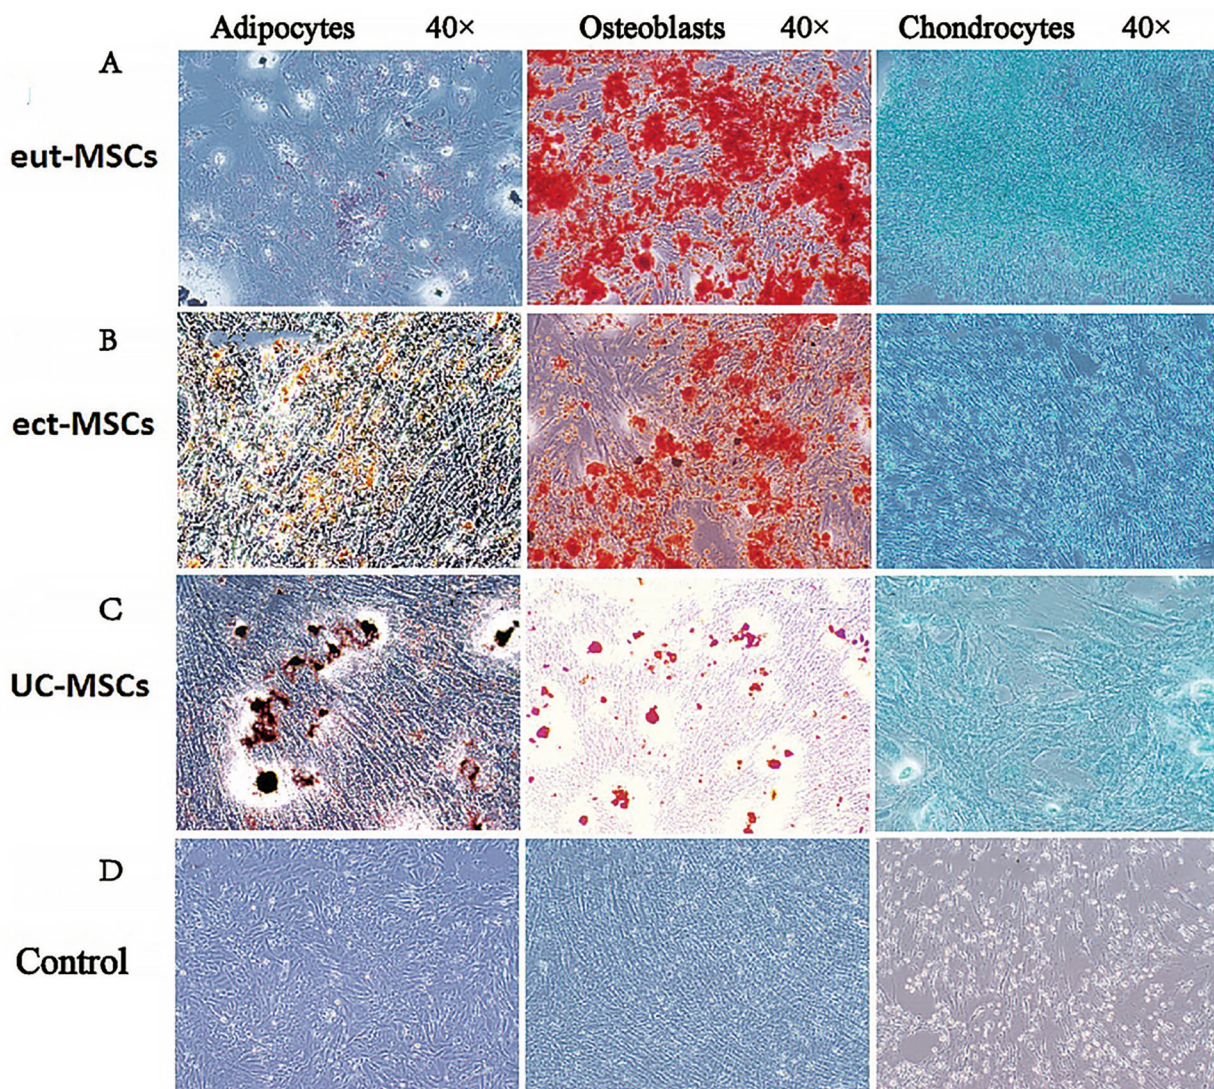 Adipocytes 40× Osteoblasts 40× Chondrocytes 40×
A
eut-MSCs
B
ect-MSCs
C
UC-MSCs
D
Control